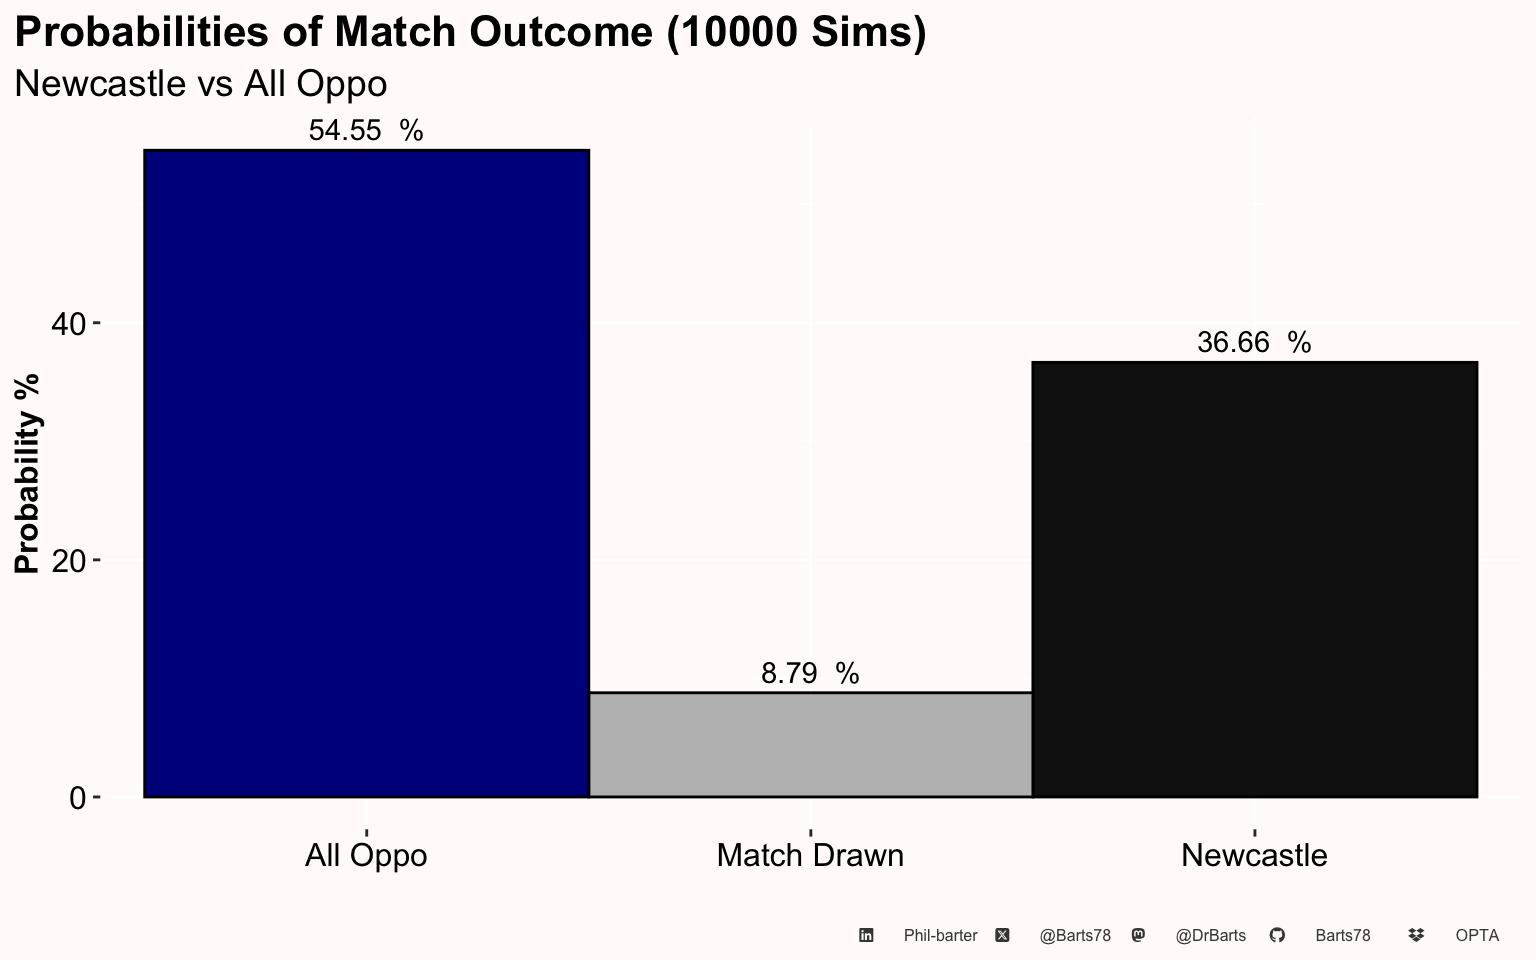 Probabilities of Match Outcome (10000 Sims)
Newcastle vs All Oppo
54.55 %
36.66 %
8.79 %
Probability %
40
20
0
All Oppo Match Drawn Newcastle
Phil-barter @Barts78 @DrBarts Barts78 OPTA